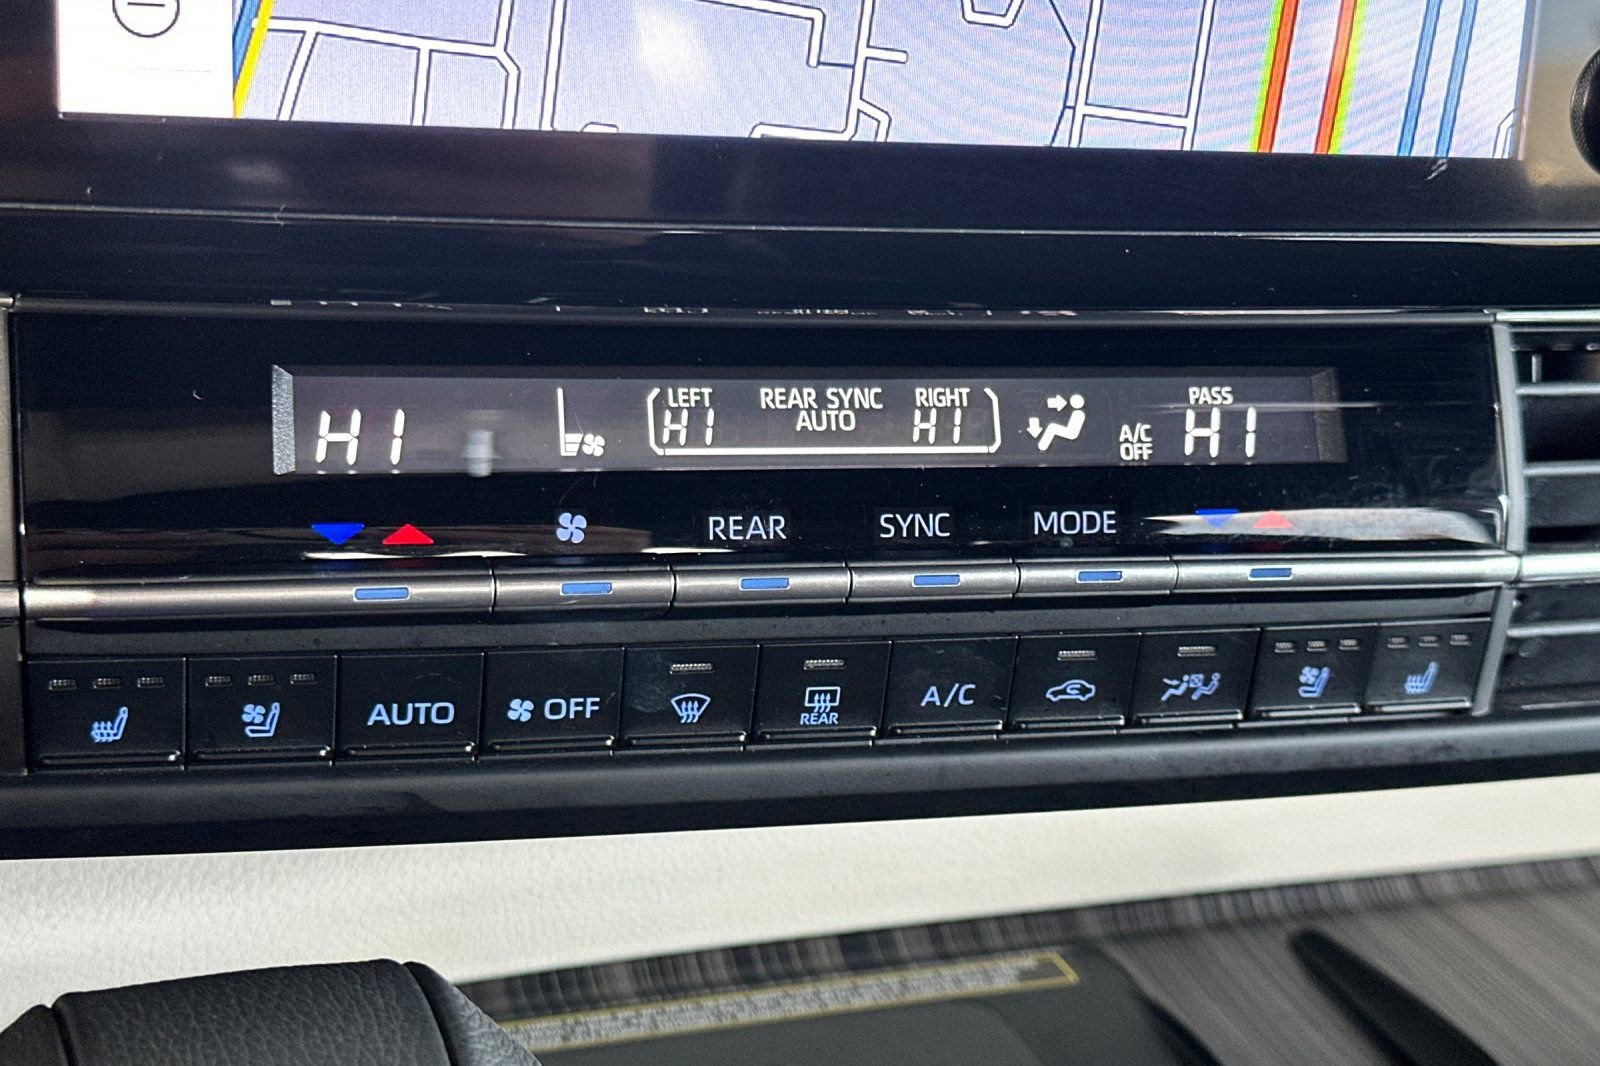 LEFT REAR SYNC RIGHT PASS
HI HI AUTO HI A/C OFF HI
REAR SYNC MODE
AUTO OFF REAR A/C